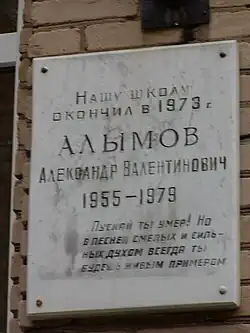 Нашу школу
окончил в 1973 г.
Алымов
Александр Валентинович
1955–1979
„Пускай ты умер! Но
в песне смелых и силь-
ных духом всегда ты
будешь живым примером